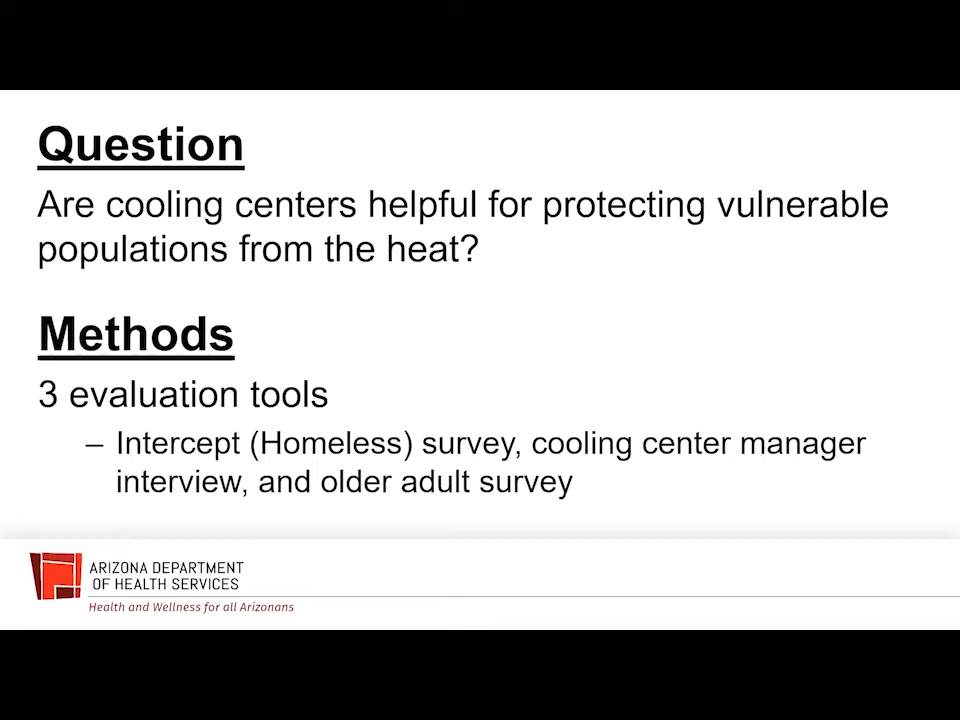 Question
Are cooling centers helpful for protecting vulnerable
populations from the heat?
Methods
3 evaluation tools
– Intercept (Homeless) survey, cooling center manager
interview, and older adult survey
ARIZONA DEPARTMENT
OF HEALTH SERVICES
Health and Wellness for all Arizonans